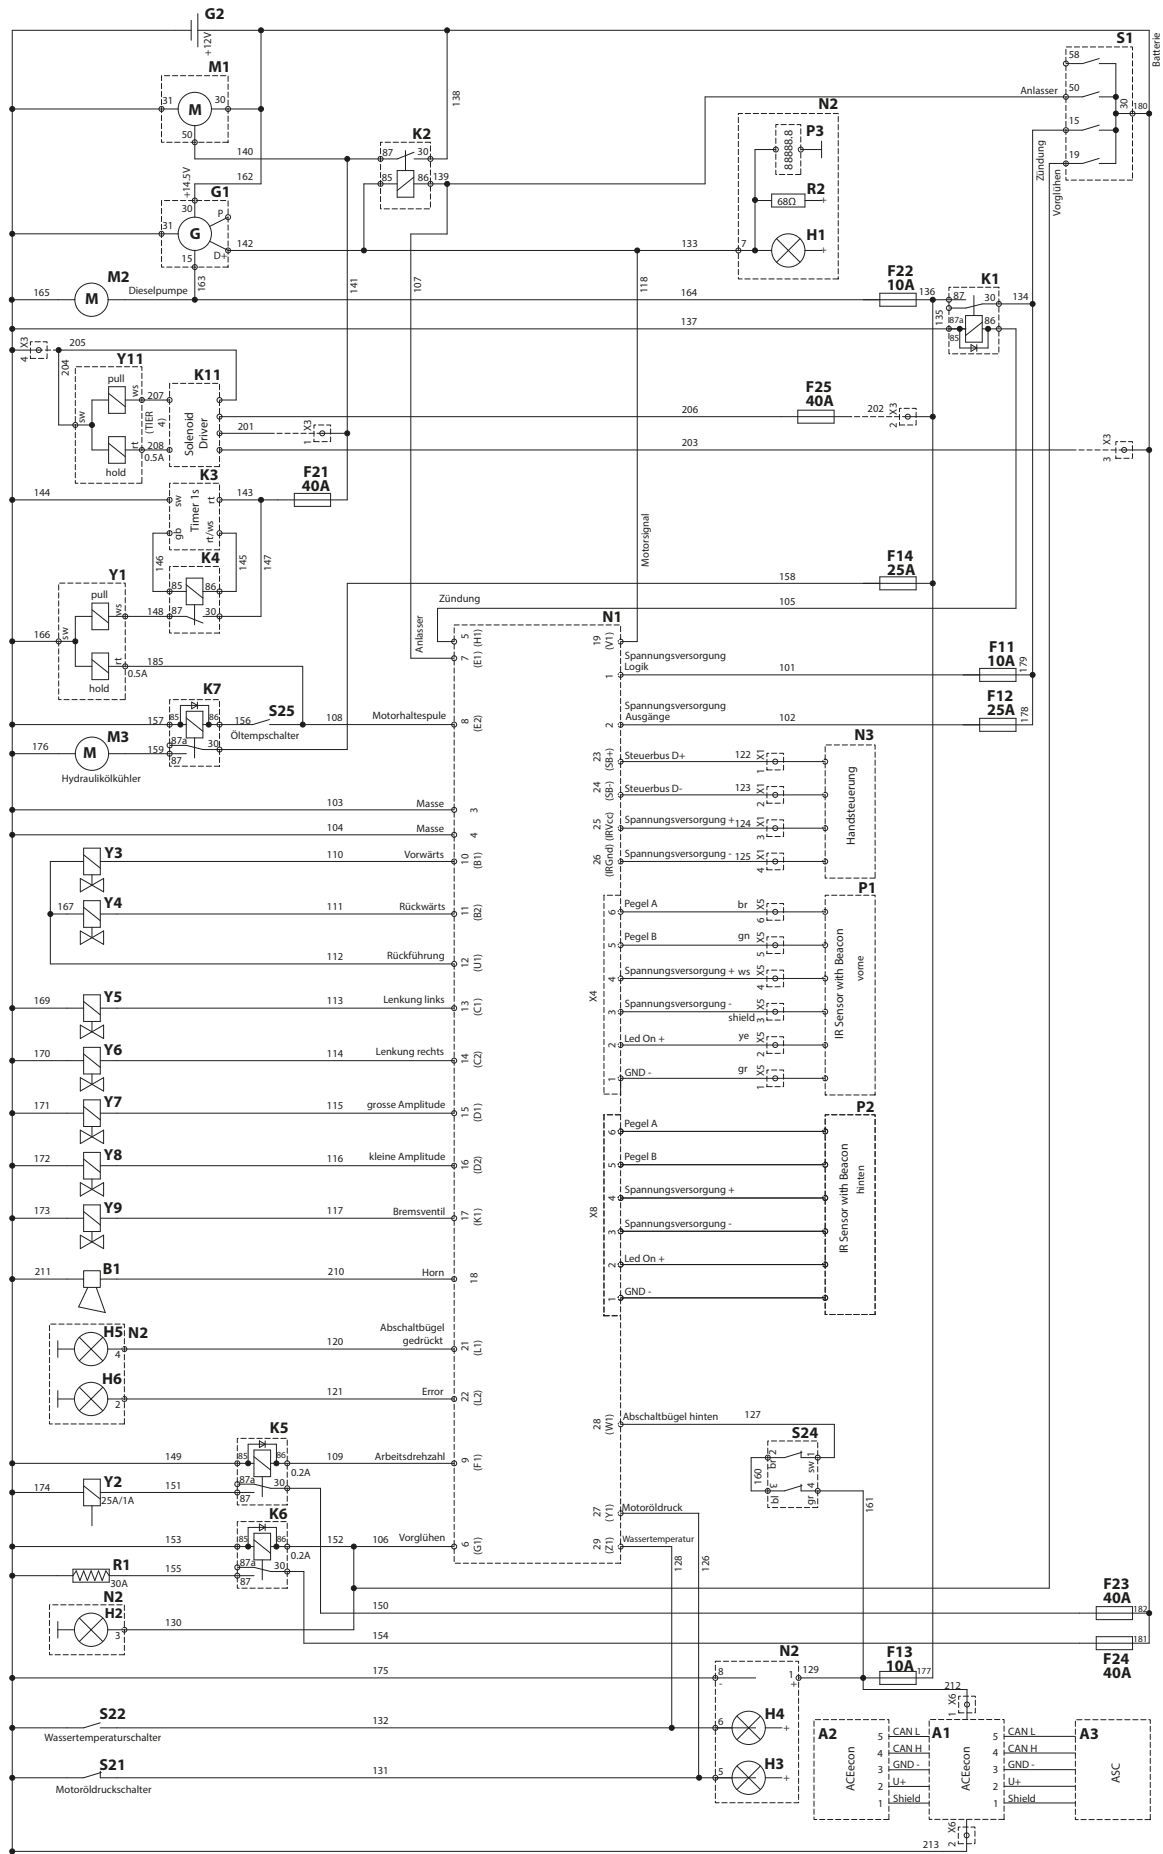 G2
+12V
S1
Batterie
M1
31
M
30
50
138
58
50
15
19
30
180
Anlasser
N2
P3
88888.8
K2
87
30
85
86
139
140
162
+14.5V
Zündung
Vorglühen
G1
30
P
31
G
D+
15
142
163
R2
68Ω
H1
7
133
141
107
118
M2
165
M
Dieselpumpe
164
F22
10A
136
K1
87
30
134
135
87a
86
85
137
X3
4
205
204
Y11
pull
ws
207
sw
(TIER 4)
rt
208
0.5A
hold
K11
Solenoid
Driver
206
F25
40A
202
X3
2
201
X3
1
203
X3
3
K3
144
sw
rt
143
Timer 1s
gb
rt/ws
F21
40A
146
145
147
Motorsignal
K4
85
86
87
30
Y1
pull
ws
148
166
sw
rt
185
0.5A
hold
F14
25A
158
105
Zündung
Anlasser
N1
5
(H1)
7
(E1)
19
(V1)
Spannungsversorgung
Logik
1
101
F11
10A
179
Spannungsversorgung
Ausgänge
2
102
F12
25A
178
K7
157
85
86
156
S25
Öltempschalter
108
Motorhaltespule
8
(E2)
M3
176
M
159
87a
30
87
Hydraulikölkühler
N3
Handsteuerung
23
(SB+)
Steuerbus D+
122
X1
1
24
(SB-)
Steuerbus D-
123
X1
2
25
(IRVcc)
Spannungsversorgung +
124
X1
3
26
(IRGnd)
Spannungsversorgung -
125
X1
4
103
Masse
3
104
Masse
4
Y3
110
Vorwärts
10
(B1)
167
Y4
111
Rückwärts
11
(B2)
112
Rückführung
12
(U1)
169
Y5
113
Lenkung links
13
(C1)
170
Y6
114
Lenkung rechts
14
(C2)
171
Y7
115
grosse Amplitude
15
(D1)
172
Y8
116
kleine Amplitude
16
(D2)
173
Y9
117
Bremsventil
17
(K1)
P1
IR Sensor with Beacon
vorne
X4
6
Pegel A
br
X5
6
5
Pegel B
gn
X5
5
4
Spannungsversorgung +
ws
X5
4
3
Spannungsversorgung -
shield
X5
3
2
Led On +
ye
X5
2
1
GND -
gr
X5
1
P2
IR Sensor with Beacon
hinten
X8
6
Pegel A
5
Pegel B
4
Spannungsversorgung +
3
Spannungsversorgung -
2
Led On +
1
GND -
211
B1
210
Horn
18
H5
N2
4
120
Abschaltbügel
gedrückt
21
(L1)
H6
2
121
Error
22
(L2)
28
(W1)
Abschaltbügel hinten
127
S24
br
2
sw
1
160
bl
3
gr
4
161
K5
149
85
86
0.2A
109
Arbeitsdrehzahl
9
(F1)
174
Y2
25A/1A
151
87a
30
87
27
(Y1)
Motoröldruck
K6
153
85
86
0.2A
152
106
Vorglühen
6
(G1)
29
(Z1)
Wassertemperatur
128
126
R1
30A
155
87a
30
87
N2
H2
3
130
150
F23
40A
182
154
F24
40A
181
N2
175
8
-
1
+
129
F13
10A
177
212
X6
1
S22
Wassertemperaturschalter
132
6
H4
S21
Motoröldruckschalter
131
5
H3
A2
ACEecon
5
CAN L
4
CAN H
3
GND -
2
U+
1
Shield
A1
ACEecon
5
CAN L
4
CAN H
3
GND -
2
U+
1
Shield
A3
ASC
X6
2
213